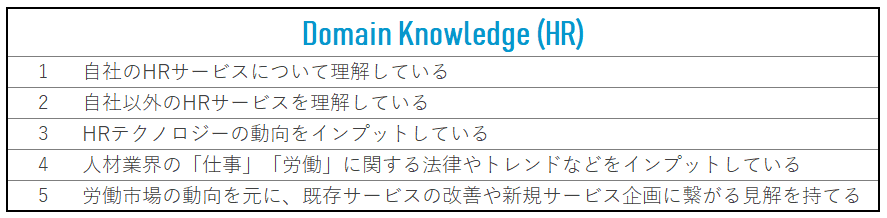 Domain Knowledge (HR)
1 自社のHRサービスについて理解している
2 自社以外のHRサービスを理解している
3 HRテクノロジーの動向をインプットしている
4 人材業界の「仕事」「労働」に関する法律やトレンドなどをインプットしている
5 労働市場の動向を元に、既存サービスの改善や新規サービス企画に繋がる見解を持てる